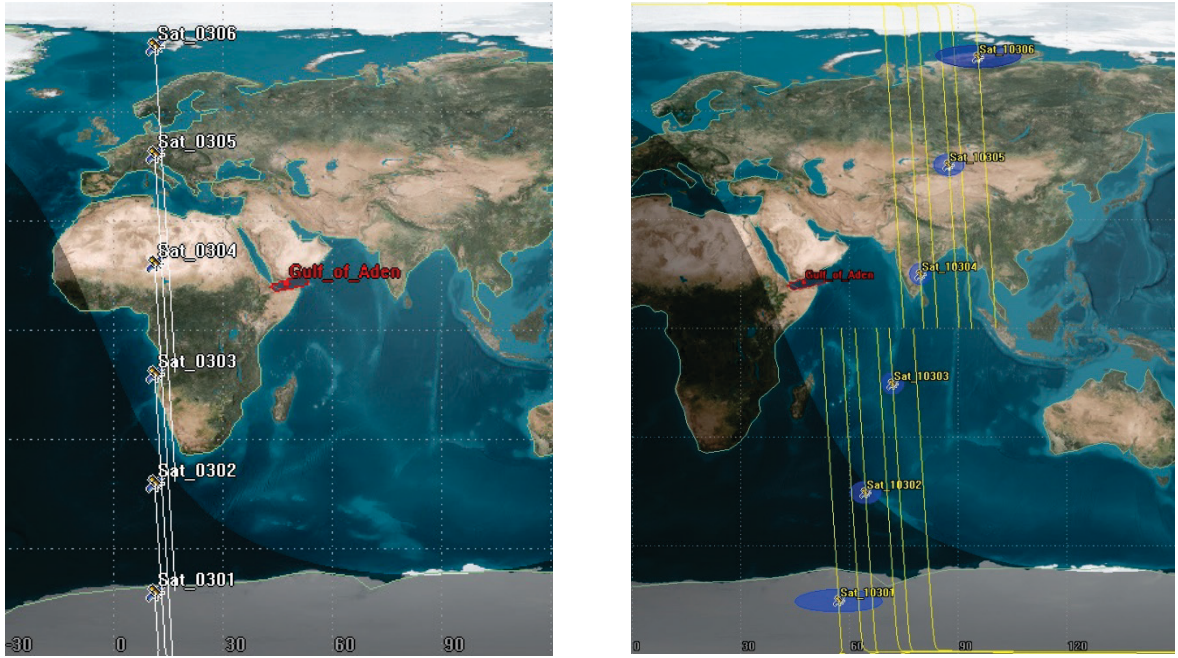 Sat_0306
Sat_0305
Sat_0304
Gulf_of_Aden
Sat_0303
Sat_0302
Sat_0301
-30 0 30 60 90
Sat_10306
Sat_10305
Sat_10304
Gulf_of_Aden
Sat_10303
Sat_10302
Sat_10301
0 30 60 90 120